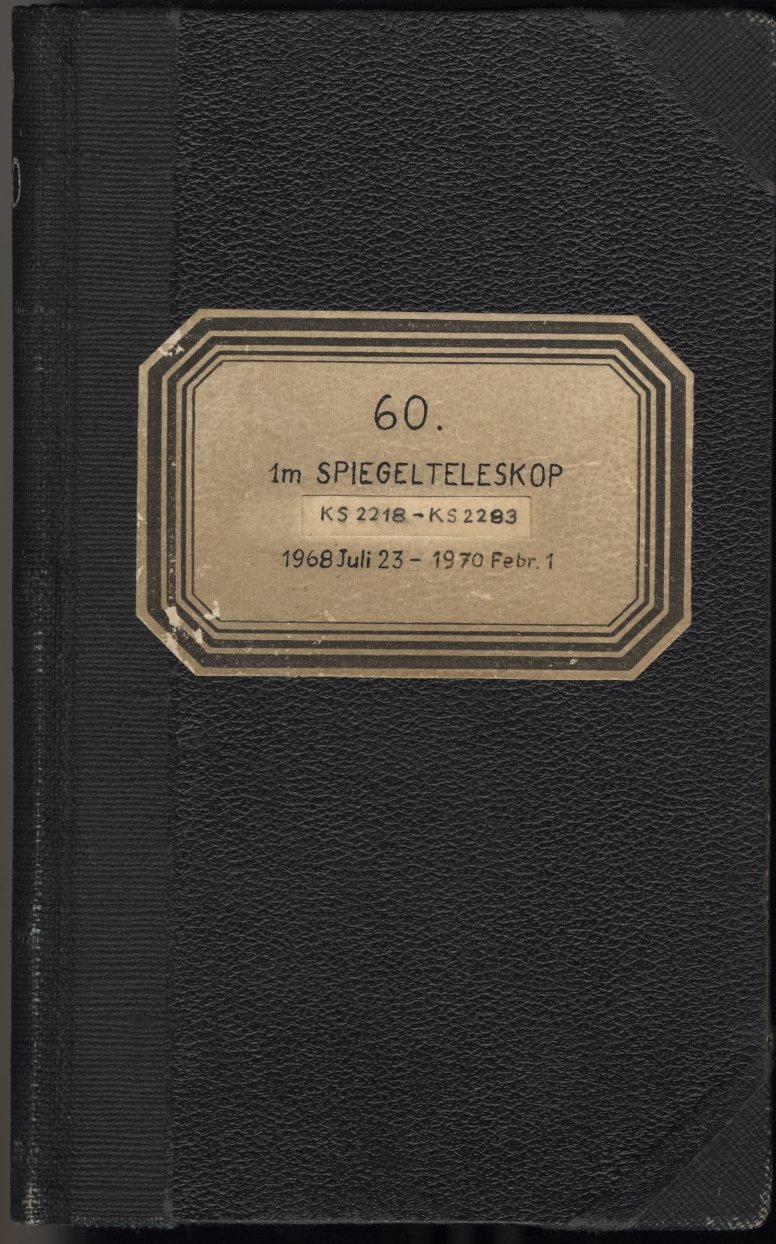 60.
1m SPIEGELTELESKOP
KS 2218 - KS 2283
1968 Juli 23 - 1970 Febr. 1